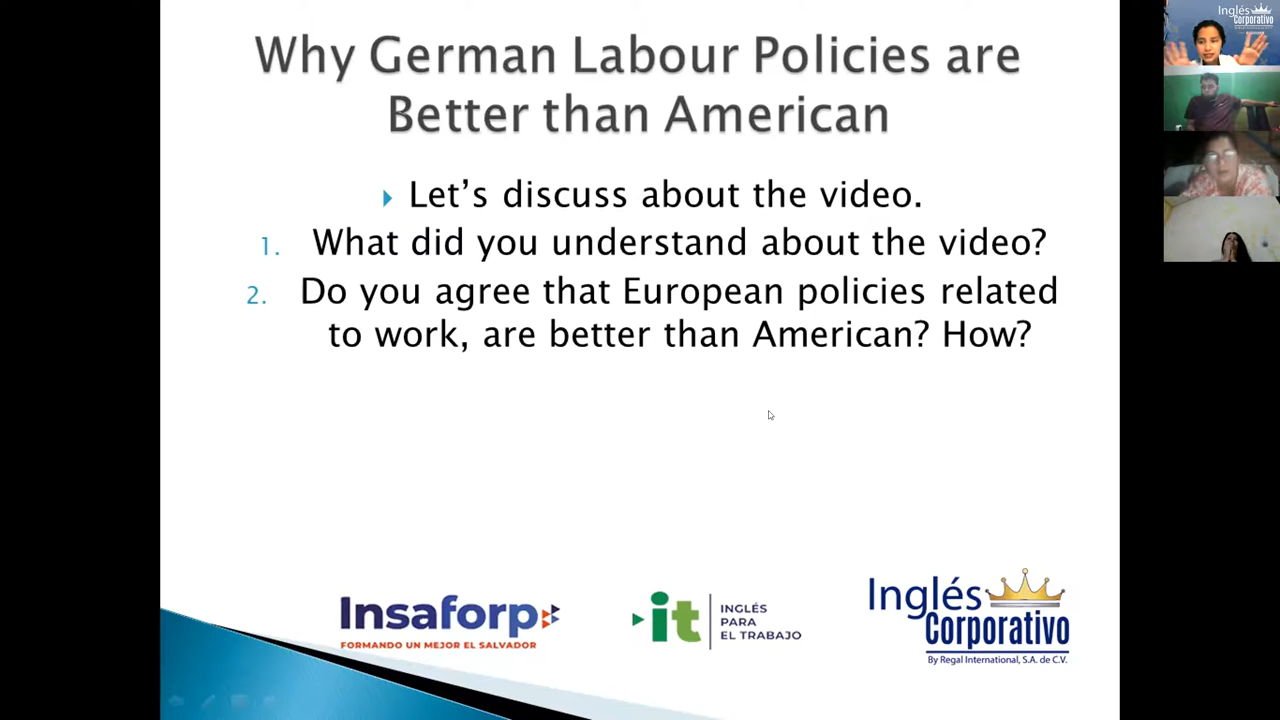 Why German Labour Policies are
Better than American
Let's discuss about the video.
1. What did you understand about the video?
2. Do you agree that European policies related
to work, are better than American? How?
Insaforp
FORMANDO UN MEJOR EL SALVADOR
it
INGLÉS
PARA
EL TRABAJO
Inglés
Corporativo
By Regal International, S.A. de C.V.
Inglés
Corporativo